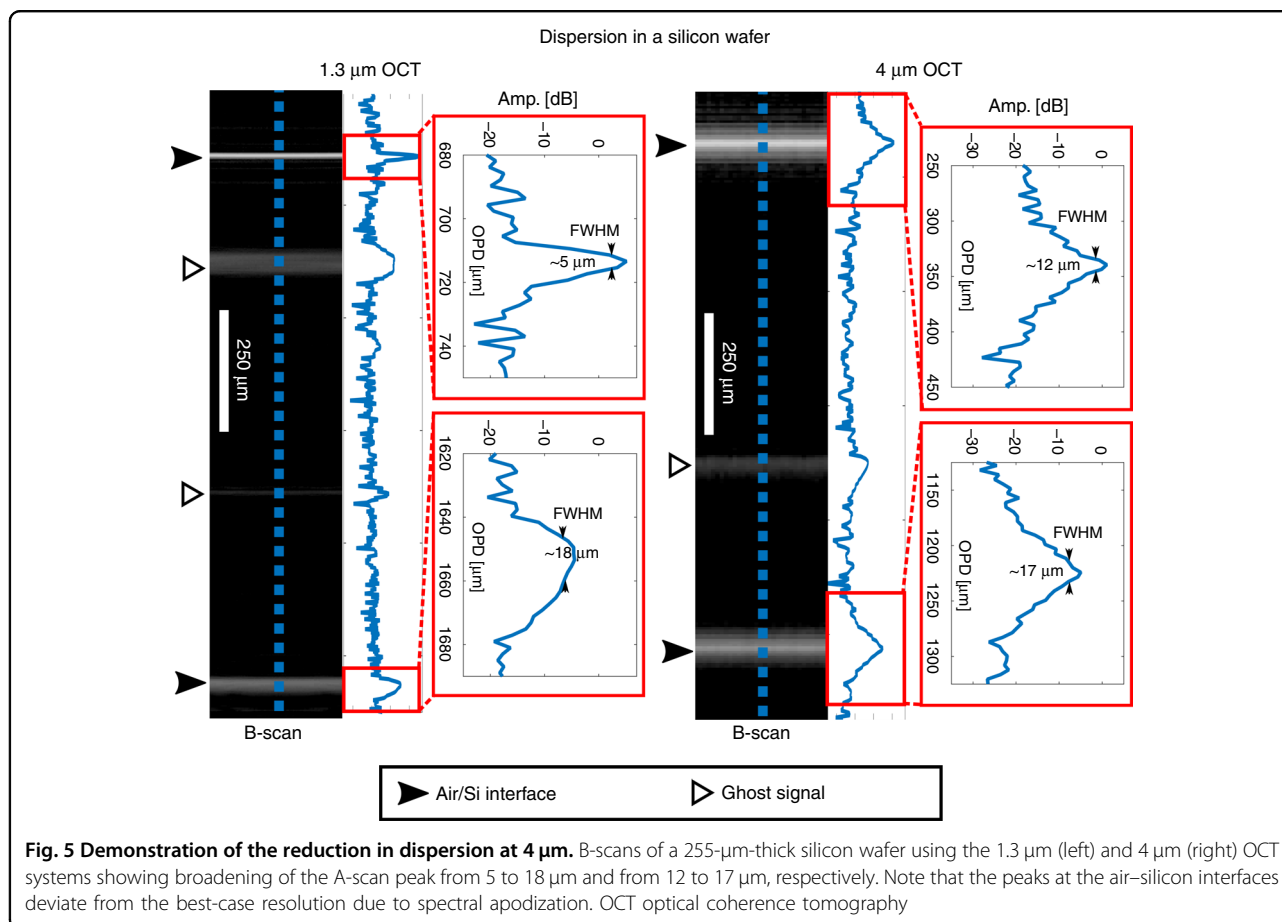 Dispersion in a silicon wafer
1.3 μm OCT
Amp. [dB]
–20
–10
0
680
700
720
740
OPD [μm]
FWHM
~5 μm
250 μm
–20
–10
0
1620
1640
1660
1680
OPD [μm]
FWHM
~18 μm
B-scan
4 μm OCT
Amp. [dB]
–30
–20
–10
0
250
300
350
400
450
OPD [μm]
FWHM
~12 μm
250 μm
–30
–20
–10
0
1150
1200
1250
1300
OPD [μm]
FWHM
~17 μm
B-scan
Air/Si interface
Ghost signal
Fig. 5 Demonstration of the reduction in dispersion at 4 μm. B-scans of a 255-μm-thick silicon wafer using the 1.3 μm (left) and 4 μm (right) OCT
systems showing broadening of the A-scan peak from 5 to 18 μm and from 12 to 17 μm, respectively. Note that the peaks at the air–silicon interfaces
deviate from the best-case resolution due to spectral apodization. OCT optical coherence tomography